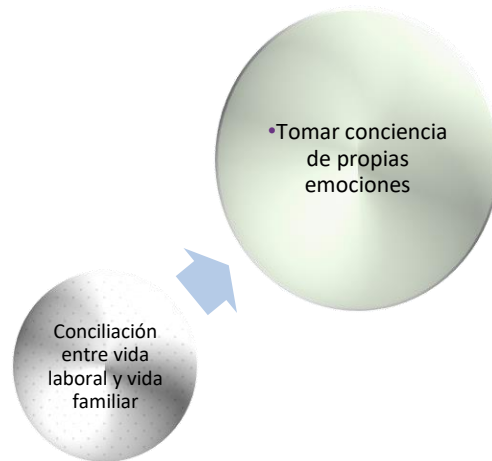 •Tomar conciencia
de propias
emociones
Conciliación
entre vida
laboral y vida
familiar